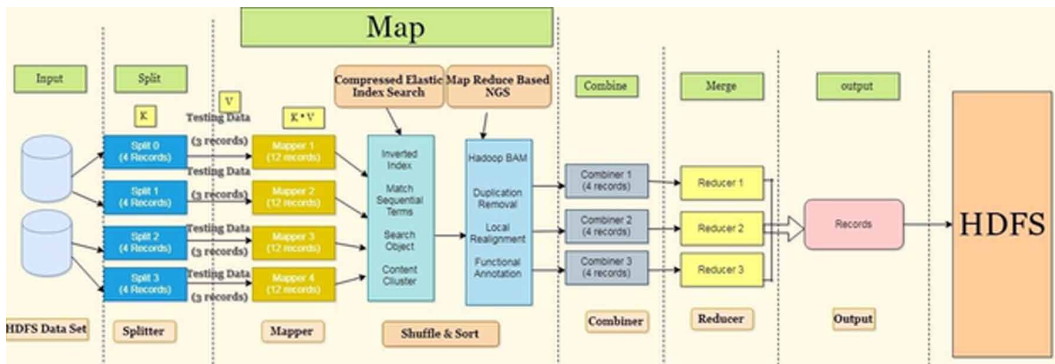 Map
Input
Split
Compressed Elastic
Index Search
Map Reduce Based
NGS
Combine
Merge
output
K
V
K * V
Testing Data
(3 records)
Split 0
(4 Records)
Mapper 1
(12 records)
Testing Data
(3 records)
Split 1
(4 Records)
Mapper 2
(12 records)
Testing Data
(3 records)
Split 2
(4 Records)
Mapper 3
(12 records)
Testing Data
(3 records)
Split 3
(4 Records)
Mapper 4
(12 records)
Inverted
Index
Match
Sequential
Terms
Search
Object
Content
Cliuster
Hadoop BAM
Duplication
Removal
Local
Realignment
Functional
Annotation
Combiner 1
(4 records)
Combiner 2
(4 records)
Combiner 3
(4 records)
Reducer 1
Reducer 2
Reducer 3
Records
HDFS
HDFS Data Set
Splitter
Mapper
Shuffle & Sort
Combiner
Reducer
Output